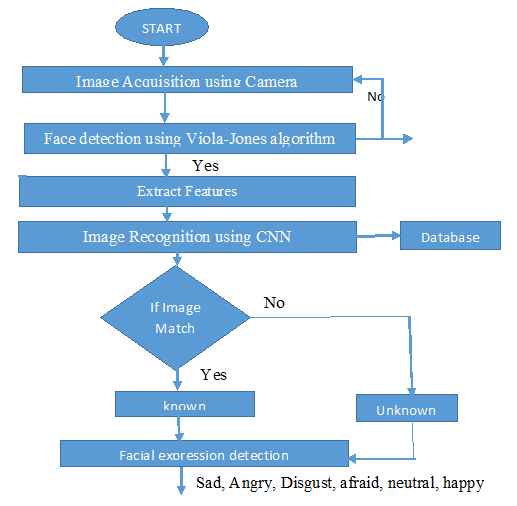 START
Image Acquisition using Camera
No
Face detection using Viola-Jones algorithm
Yes
Extract Features
Image Recognition using CNN
Database
If Image
Match
No
Yes
known
Unknown
Facial expression detection
Sad, Angry, Disgust, afraid, neutral, happy